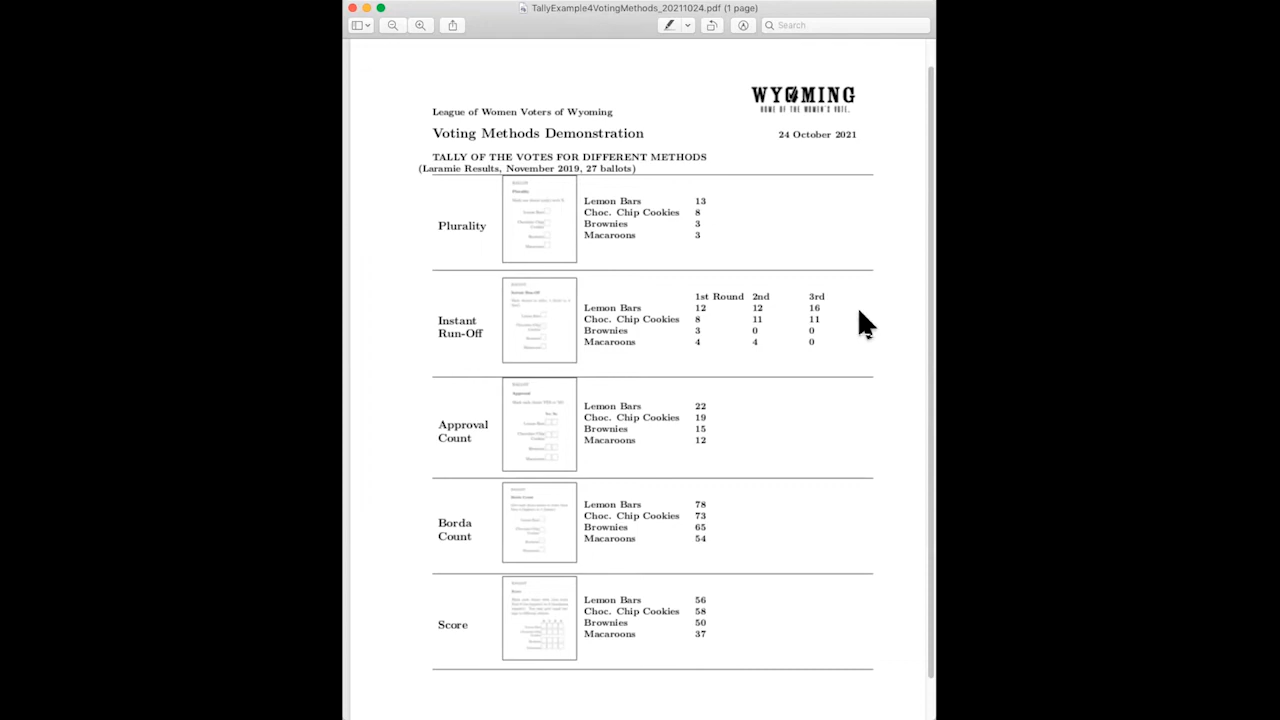 TallyExample4VotingMethods_20211024.pdf (1 page)
Search
WYOMING
HOME OF THE WOMEN'S VOTE.
League of Women Voters of Wyoming
Voting Methods Demonstration 24 October 2021
TALLY OF THE VOTES FOR DIFFERENT METHODS
(Laramie Results, November 2019, 27 ballots)
Plurality
Lemon Bars 13
Choc. Chip Cookies 8
Brownies 3
Macaroons 3
Instant
Run-Off
1st Round 2nd 3rd
Lemon Bars 12 12 16
Choc. Chip Cookies 8 11 11
Brownies 3 0 0
Macaroons 4 4 0
Approval
Count
Lemon Bars 22
Choc. Chip Cookies 19
Brownies 15
Macaroons 12
Borda
Count
Lemon Bars 78
Choc. Chip Cookies 73
Brownies 65
Macaroons 54
Score
Lemon Bars 56
Choc. Chip Cookies 58
Brownies 50
Macaroons 37